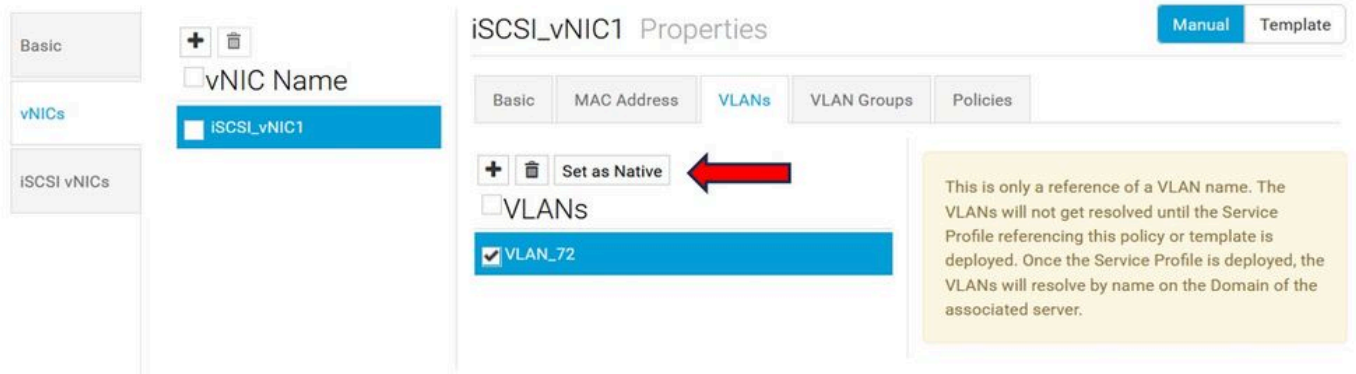 Basic
vNICs
iSCSI vNICs
vNIC Name
iSCSI_vNIC1
iSCSI_vNIC1 Properties
Manual Template
Basic MAC Address VLANs VLAN Groups Policies
Set as Native
VLANs
VLAN_72
This is only a reference of a VLAN name. The
VLANs will not get resolved until the Service
Profile referencing this policy or template is
deployed. Once the Service Profile is deployed, the
VLANs will resolve by name on the Domain of the
associated server.